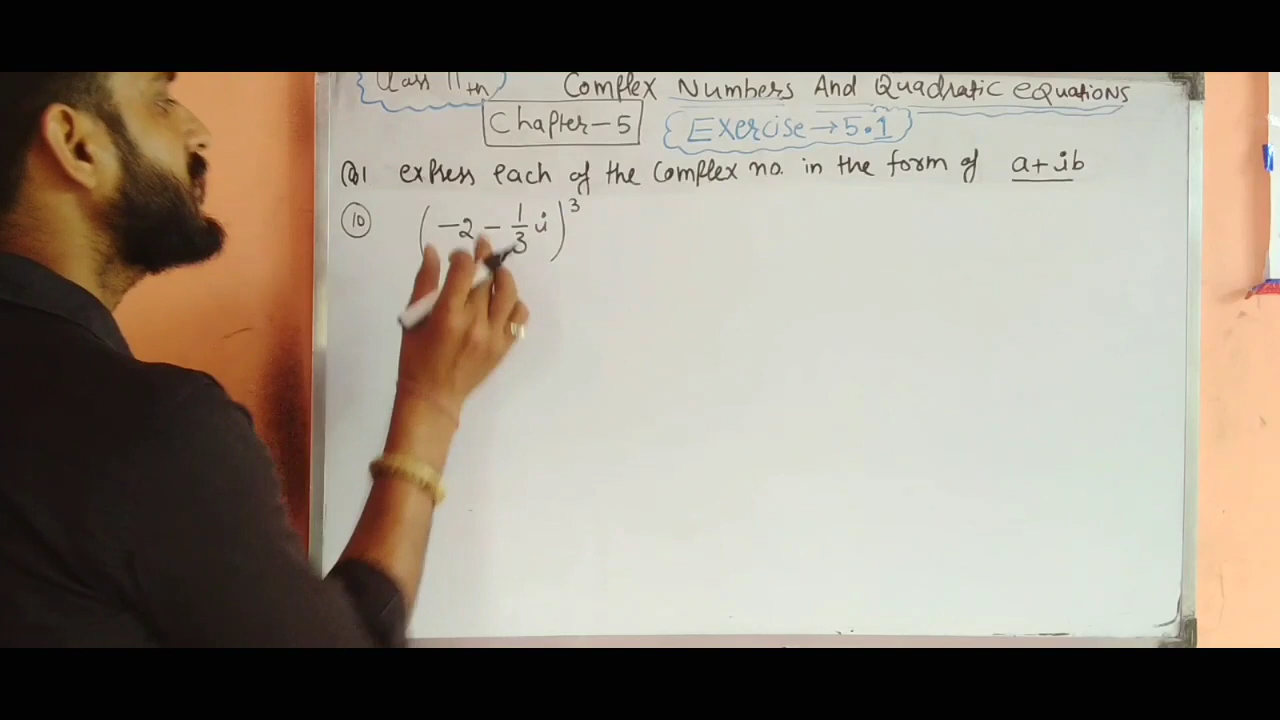 Class 11th Complex Numbers And Quadratic equations
Chapter-5 Exercise → 5.1
Q1 express each of the Complex no. in the form of a + ib
10 (-2 - 1/3 i)^3